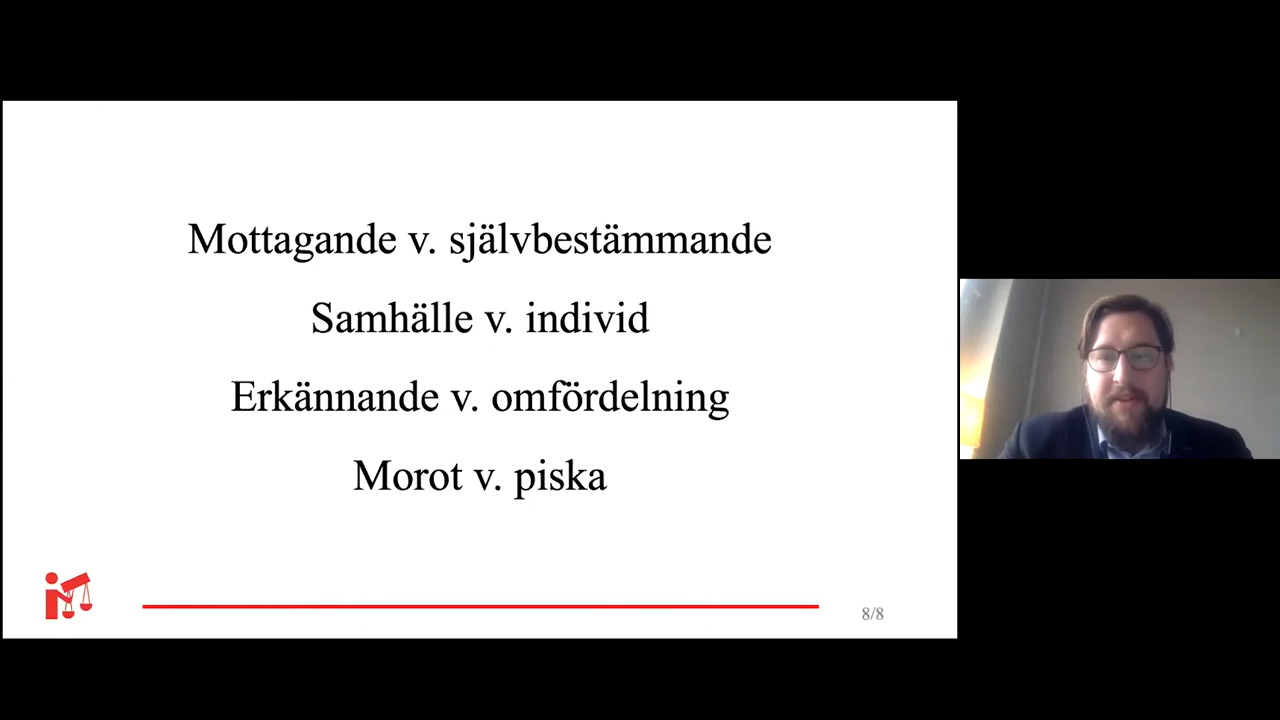 Mottagande v. självbestämmande
Samhälle v. individ
Erkännande v. omfördelning
Morot v. piska
8/8